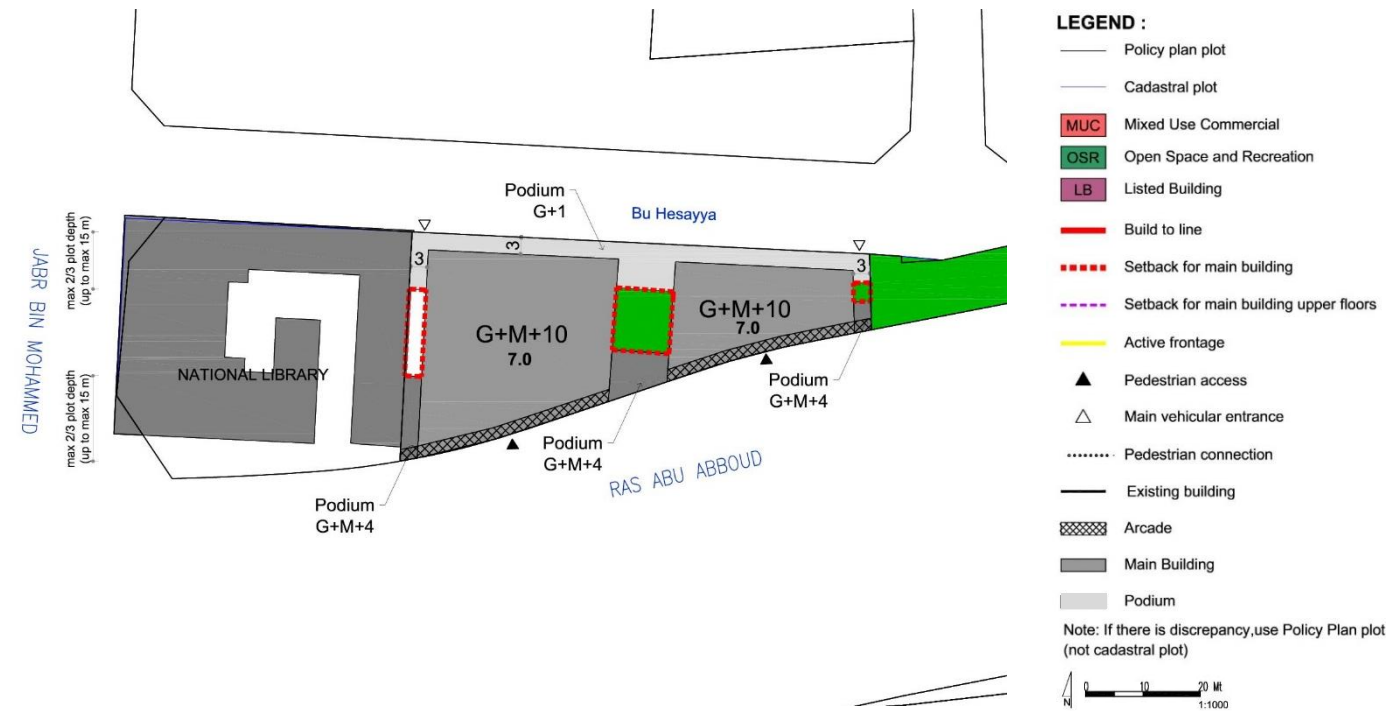 Podium
G+1
Bu Hesayya
JABR BIN MOHAMMED
max 2/3 plot depth
(up to max 15 m)
max 2/3 plot depth
(up to max 15 m)
3
3
3
G+M+10
7.0
G+M+10
7.0
NATIONAL LIBRARY
Podium
G+M+4
Podium
G+M+4
Podium
G+M+4
RAS ABU ABBOUD
LEGEND :
Policy plan plot
Cadastral plot
MUC Mixed Use Commercial
OSR Open Space and Recreation
LB Listed Building
Build to line
Setback for main building
Setback for main building upper floors
Active frontage
Pedestrian access
Main vehicular entrance
Pedestrian connection
Existing building
Arcade
Main Building
Podium
Note: If there is discrepancy,use Policy Plan plot
(not cadastral plot)
N
0 10 20 Mt
1:1000